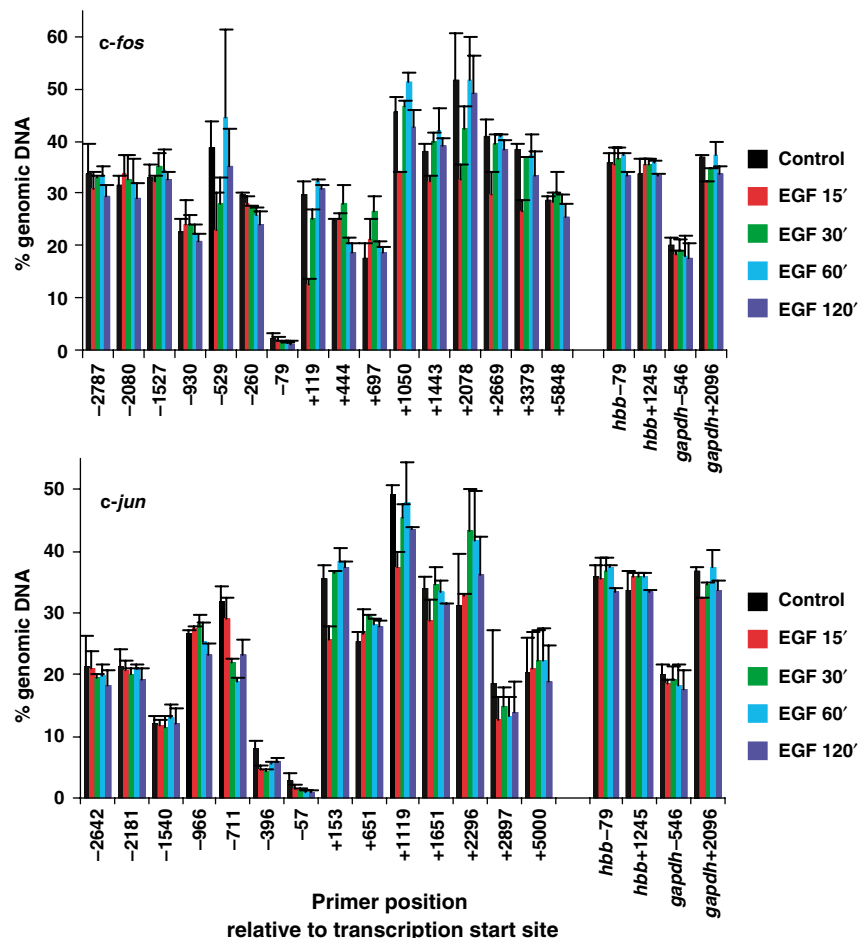 c-fos
% genomic DNA
60
50
40
30
20
10
0
−2787
−2080
−1527
−930
−529
−260
−79
+119
+444
+697
+1050
+1443
+2078
+2669
+3379
+5848
hbb−79
hbb+1245
gapdh−546
gapdh+2096
Control
EGF 15′
EGF 30′
EGF 60′
EGF 120′
c-jun
% genomic DNA
50
40
30
20
10
0
−2642
−2181
−1540
−966
−711
−396
−57
+153
+651
+1119
+1651
+2296
+2897
+5000
hbb−79
hbb+1245
gapdh−546
gapdh+2096
Control
EGF 15′
EGF 30′
EGF 60′
EGF 120′
Primer position
relative to transcription start site